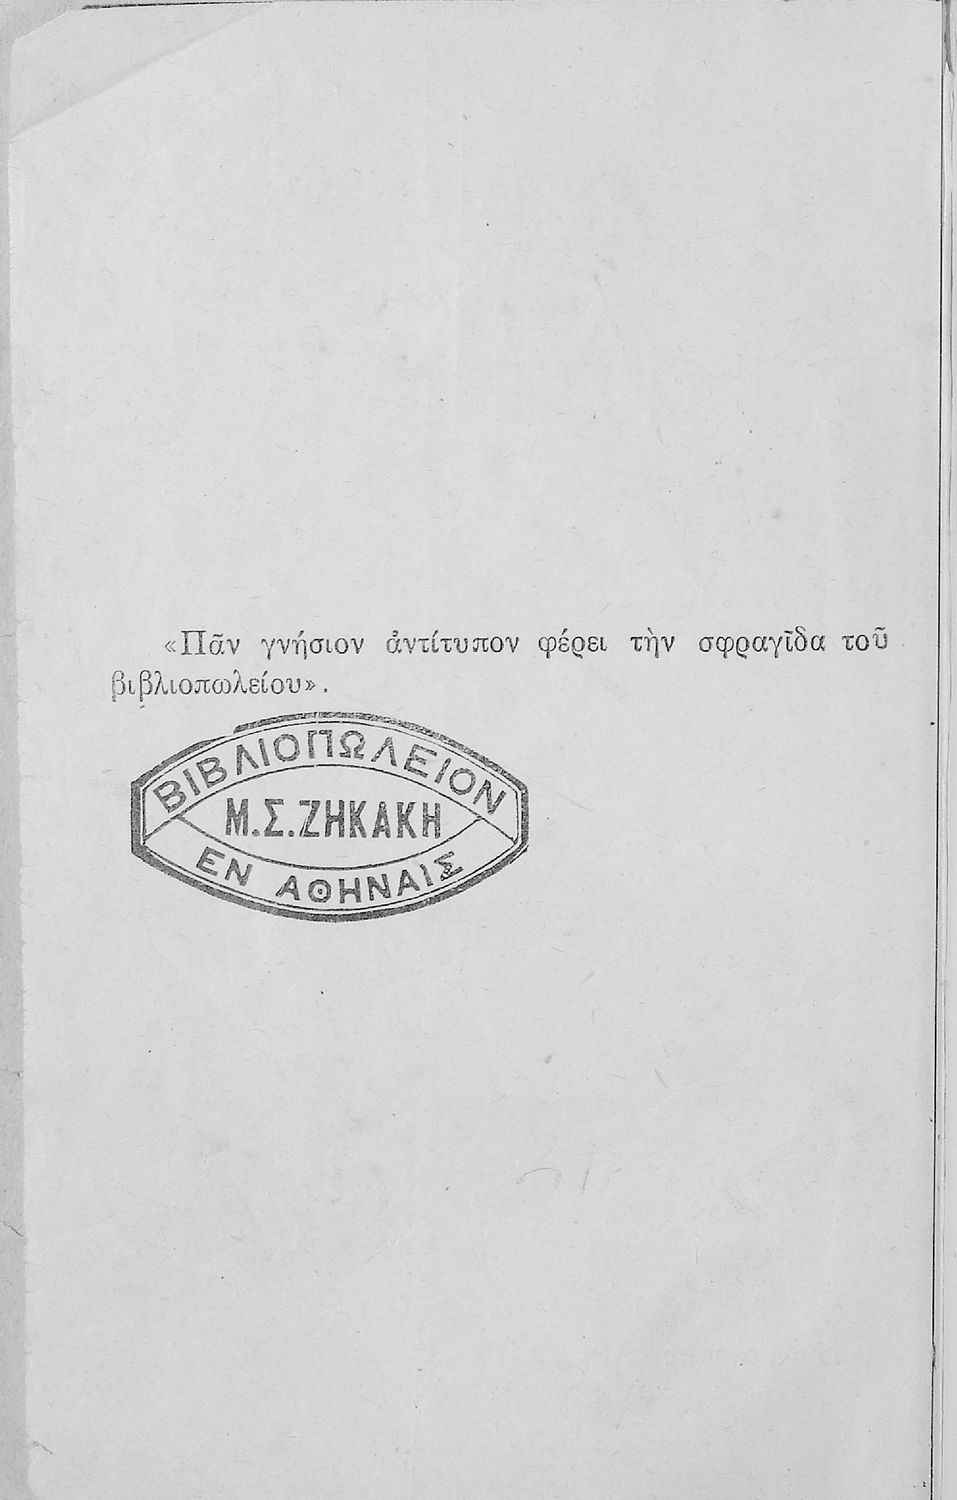 «Πᾶν γνήσιον ἀντίτυπον φέρει τὴν σφραγῖδα τοῦ
βιβλιοπωλείου».
ΒΙΒΛΙΟΠΩΛΕΙΟΝ
Μ.Σ.ΖΗΚΑΚΗ
ΕΝ ΑΘΗΝΑΙΣ